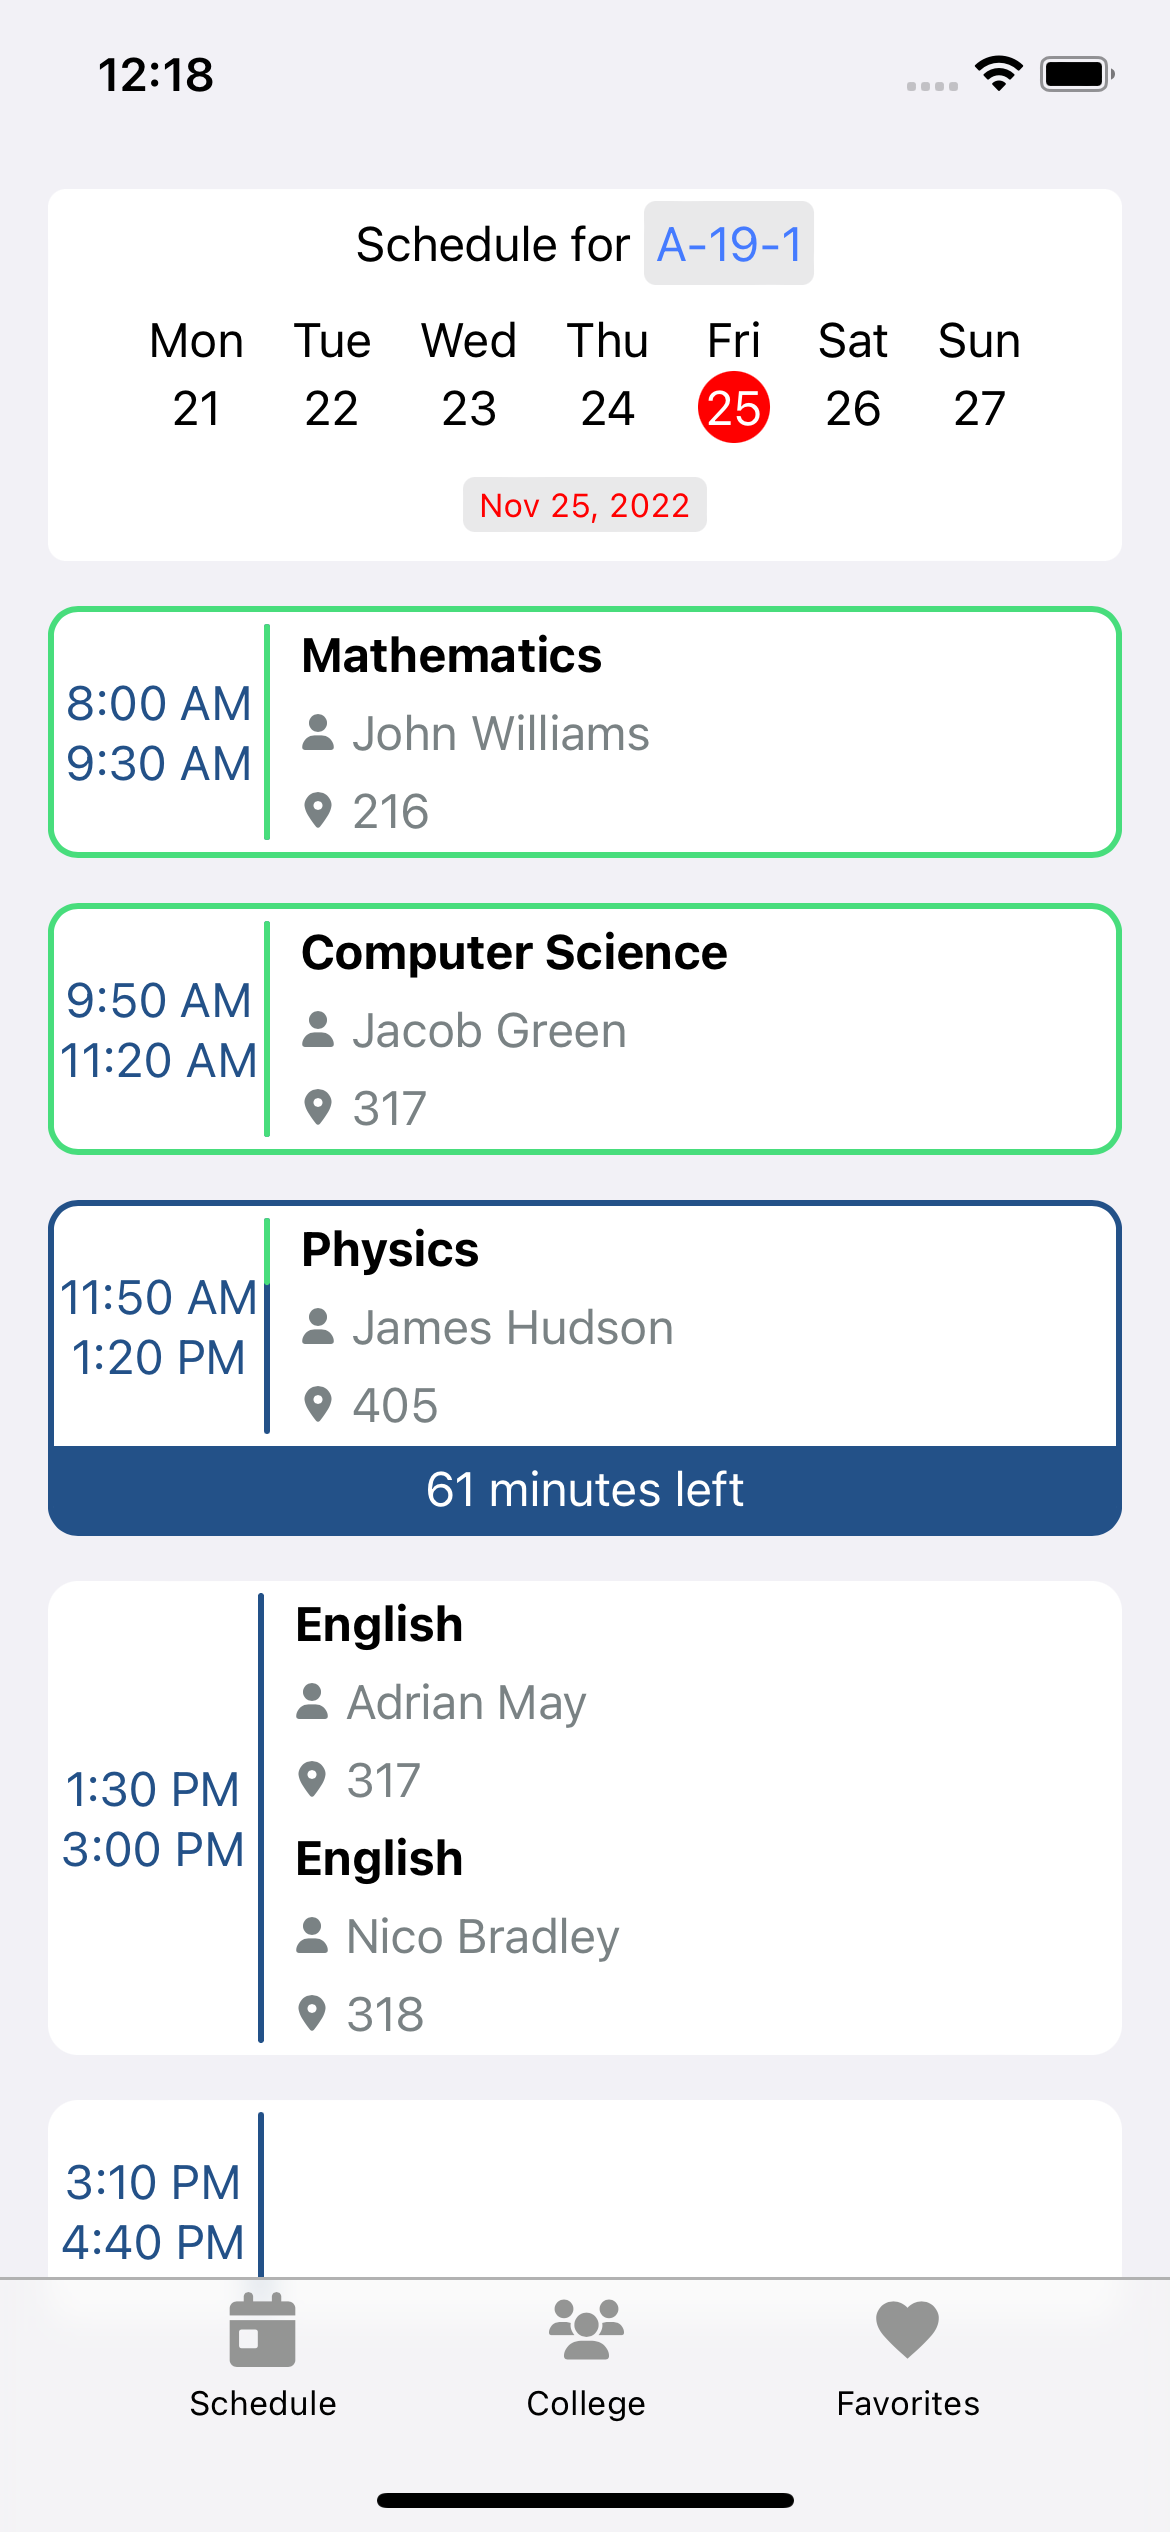 12:18
Schedule for A-19-1
Mon Tue Wed Thu Fri Sat Sun
21 22 23 24 25 26 27
Nov 25, 2022
8:00 AM
9:30 AM
Mathematics
John Williams
216
9:50 AM
11:20 AM
Computer Science
Jacob Green
317
11:50 AM
1:20 PM
Physics
James Hudson
405
61 minutes left
1:30 PM
3:00 PM
English
Adrian May
317
English
Nico Bradley
318
3:10 PM
4:40 PM
Schedule College Favorites